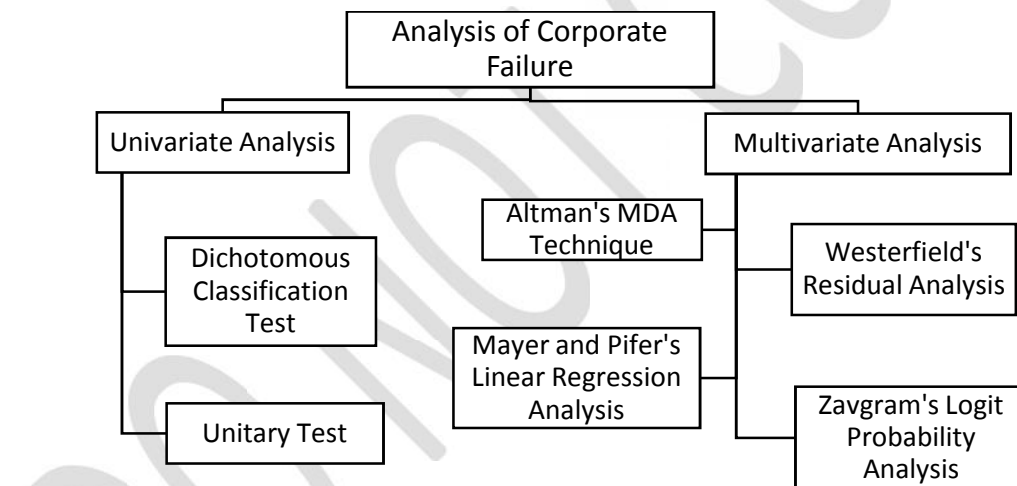 Analysis of Corporate
Failure
Univariate Analysis
Multivariate Analysis
Dichotomous
Classification
Test
Unitary Test
Altman's MDA
Technique
Westerfield's
Residual Analysis
Mayer and Pifer's
Linear Regression
Analysis
Zavgram's Logit
Probability
Analysis